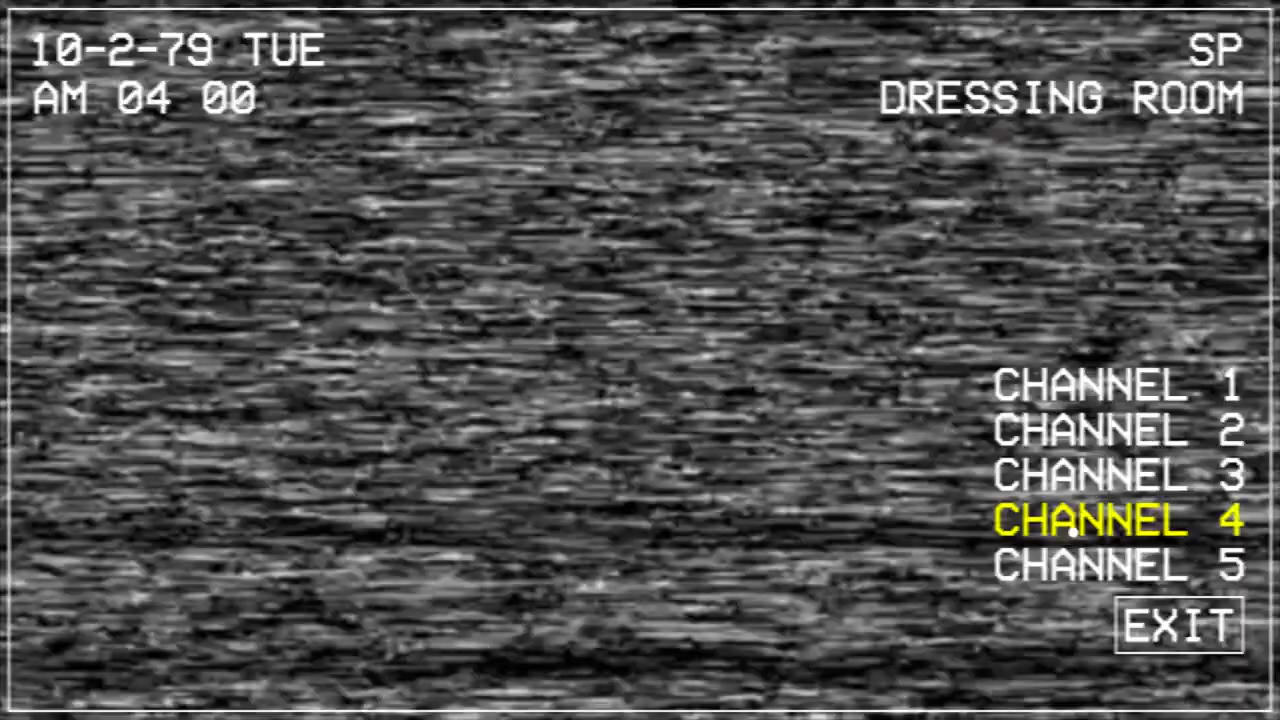 10-2-79 TUE
AM 04 00
SP
DRESSING ROOM
CHANNEL 1
CHANNEL 2
CHANNEL 3
CHANNEL 4
CHANNEL 5
EXIT